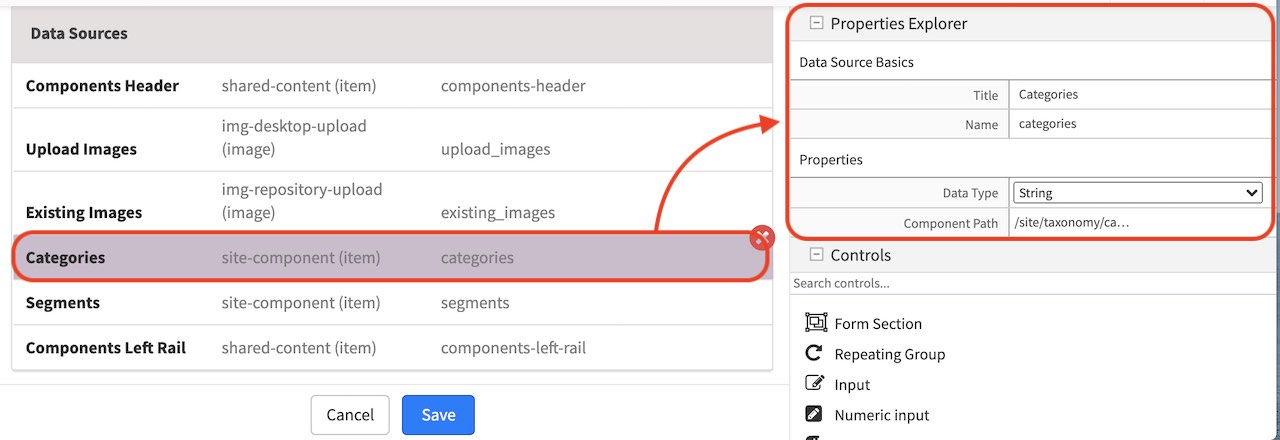 Data Sources
Components Header shared-content (item) components-header
img-desktop-upload
Upload Images (image) upload_images
img-repository-upload
Existing Images (image) existing_images
Categories site-component (item) categories
Segments site-component (item) segments
Components Left Rail shared-content (item) components-left-rail
Cancel Save
Properties Explorer
Data Source Basics
Title Categories
Name categories
Properties
Data Type String
Component Path /site/taxonomy/ca...
Controls
Search controls...
Form Section
Repeating Group
Input
Numeric input